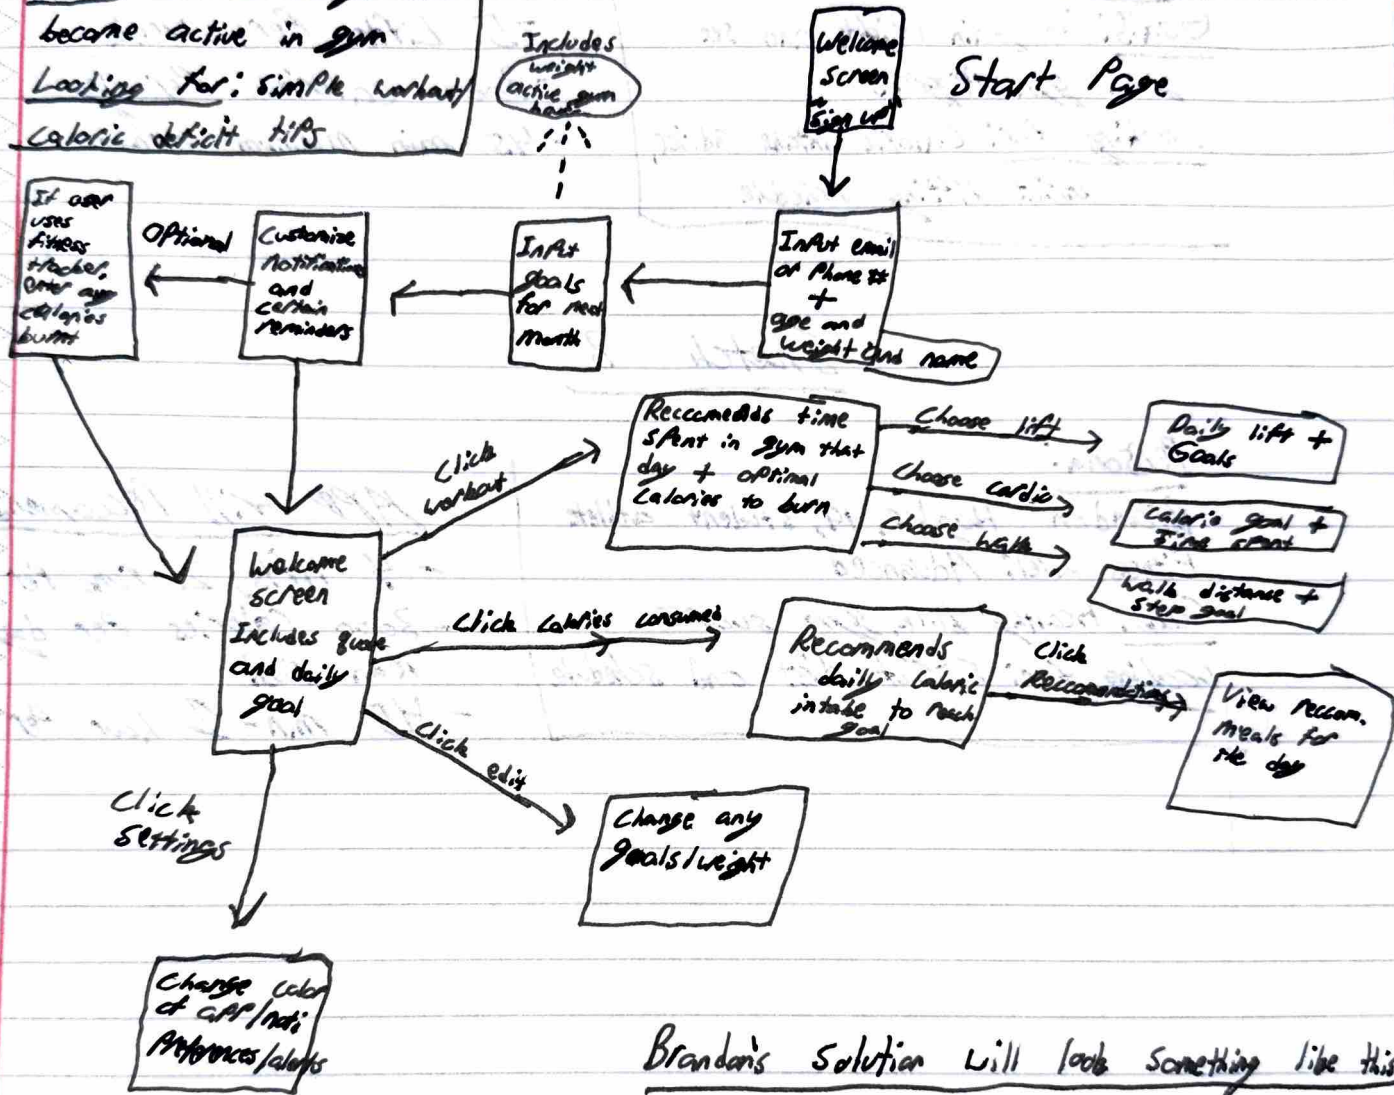 become active in gym
Looking for: simple workout/
caloric deficit tips
Includes
weight
active gym
hours
Welcome
screen
"Sign up"
Start Page
If user
uses
fitness
tracker,
enter avg
calories
burnt
Optional
Customize
notifications
and
certain
reminders
Input
goals
for next
month
Input email
or Phone #
+
age and
weight and name
Reccomends time
spent in gym that
day + optimal
calories to burn
Choose lift
Daily lift +
Goals
Choose cardio
Calorie goal +
Time spent
Choose walk
Walk distance +
step goal
Click
workout
Welcome
screen
Includes quote
and daily
goal
Click Calories consumed
Recommends
daily caloric
intake to reach
goal
Click
Reccomendations
View reccom.
meals for
the day
Click
edit
Change any
goals/weight
Click
settings
Change color
of app/noti
Preferences/alerts
Brandon's solution will look something like this